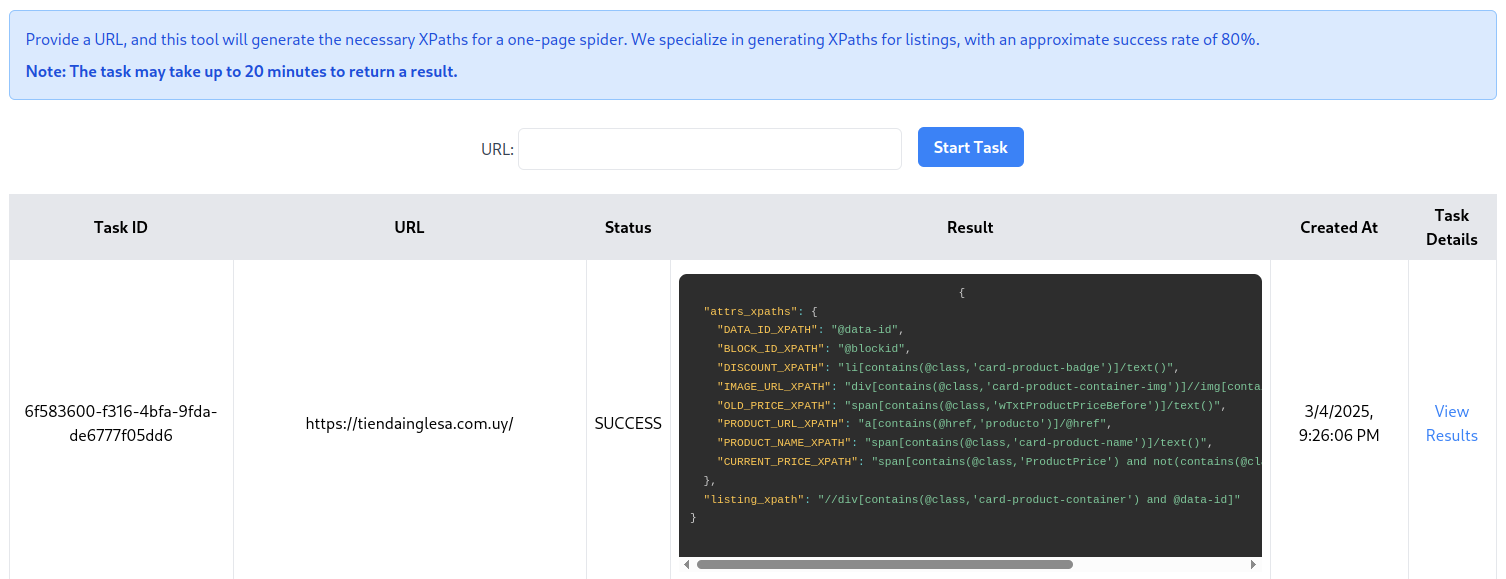 Provide a URL, and this tool will generate the necessary XPaths for a one-page spider. We specialize in generating XPaths for listings, with an approximate success rate of 80%.
Note: The task may take up to 20 minutes to return a result.
URL:
Start Task
Task ID
URL
Status
Result
Created At
Task
Details
6f583600-f316-4bfa-9fda-
de6777f05dd6
https://tiendainglesa.com.uy/
SUCCESS
{
"attrs_xpaths": {
"DATA_ID_XPATH": "@data-id",
"BLOCK_ID_XPATH": "@blockid",
"DISCOUNT_XPATH": "li[contains(@class,'card-product-badge')]/text()",
"IMAGE_URL_XPATH": "div[contains(@class,'card-product-container-img')]//img[conta
"OLD_PRICE_XPATH": "span[contains(@class,'wTxtProductPriceBefore')]/text()",
"PRODUCT_URL_XPATH": "a[contains(@href,'producto')]/@href",
"PRODUCT_NAME_XPATH": "span[contains(@class,'card-product-name')]/text()",
"CURRENT_PRICE_XPATH": "span[contains(@class,'ProductPrice') and not(contains(@cl
},
"listing_xpath": "//div[contains(@class,'card-product-container') and @data-id]"
}
3/4/2025,
9:26:06 PM
View
Results